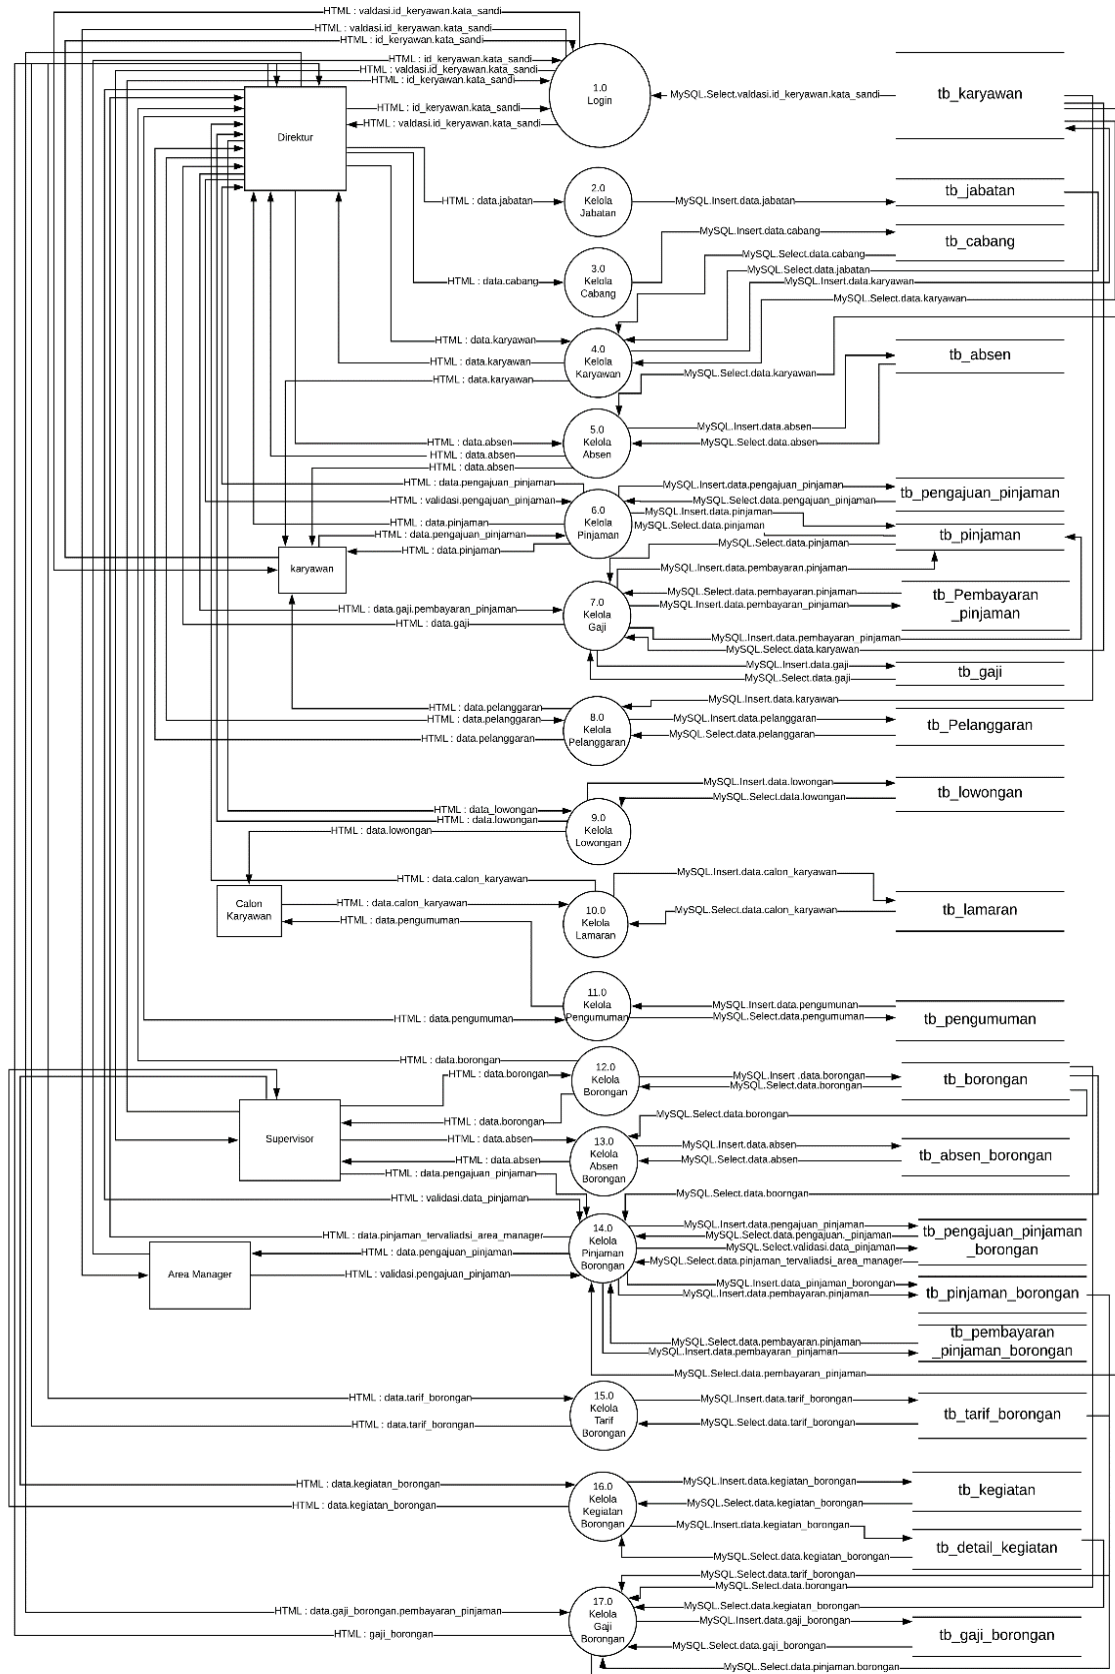 HTML : valdasi.id_keryawan.kata_sandi
HTML : valdasi.id_keryawan.kata_sandi
HTML : id_keryawan.kata_sandi
HTML : id_keryawan.kata_sandi
HTML : valdasi.id_keryawan.kata_sandi
HTML : id_keryawan.kata_sandi
1.0
Login
MySQL.Select.valdasi.id_keryawan.kata_sandi
tb_karyawan
Direktur
HTML : id_keryawan.kata_sandi
HTML : valdasi.id_keryawan.kata_sandi
HTML : data.jabatan
2.0
Kelola
Jabatan
MySQL.Insert.data.jabatan
tb_jabatan
MySQL.Insert.data.cabang
tb_cabang
MySQL.Select.data.cabang
MySQL.Select.data.jabatan
HTML : data.cabang
3.0
Kelola
Cabang
MySQL.Insert.data.karyawan
MySQL.Select.data.karyawan
HTML : data.karyawan
HTML : data.karyawan
HTML : data.karyawan
4.0
Kelola
Karyawan
MySQL.Select.data.karyawan
tb_absen
MySQL.Insert.data.absen
MySQL.Select.data.absen
HTML : data.absen
HTML : data.absen
HTML : data.absen
5.0
Kelola
Absen
HTML : data.pengajuan_pinjaman
HTML : validasi.pengajuan_pinjaman
HTML : data.pinjaman
HTML : data.pengajuan_pinjaman
HTML : data.pinjaman
6.0
Kelola
Pinjaman
MySQL.Insert.data.pengajuan_pinjaman
MySQL.Select.data.pengajuan_pinjaman
tb_pengajuan_pinjaman
MySQL.Insert.data.pinjaman
MySQL.Select.data.pinjaman
MySQL.Select.data.pinjaman
tb_pinjaman
karyawan
MySQL.Insert.data.pembayaran.pinjaman
MySQL.Select.data.pembayaran.pinjaman
MySQL.Insert.data.pembayaran_pinjaman
tb_Pembayaran
_pinjaman
HTML : data.gaji.pembayaran_pinjaman
HTML : data.gaji
7.0
Kelola
Gaji
MySQL.Insert.data.pembayaran_pinjaman
MySQL.Select.data.karyawan
MySQL.Insert.data.gaji
MySQL.Select.data.gaji
tb_gaji
MySQL.Insert.data.karyawan
HTML : data.pelanggaran
HTML : data.pelanggaran
HTML : data.pelanggaran
8.0
Kelola
Pelanggaran
MySQL.Insert.data.pelanggaran
MySQL.Select.data.pelanggaran
tb_Pelanggaran
MySQL.Insert.data.lowongan
MySQL.Select.data.lowongan
tb_lowongan
HTML : data_lowongan
HTML : data.lowongan
HTML : data.lowongan
9.0
Kelola
Lowongan
HTML : data.calon_karyawan
MySQL.Insert.data.calon_karyawan
Calon
Karyawan
HTML : data.calon_karyawan
HTML : data.pengumuman
10.0
Kelola
Lamaran
MySQL.Select.data.calon_karyawan
tb_lamaran
HTML : data.pengumuman
11.0
Kelola
Pengumuman
MySQL.Insert.data.pengumunan
MySQL.Select.data.pengumuman
tb_pengumuman
HTML : data.borongan
HTML : data.borongan
HTML : data.borongan
12.0
Kelola
Borongan
MySQL.Insert .data.borongan
MySQL.Select.data.borongan
tb_borongan
MySQL.Select.data.borongan
Supervisor
HTML : data.absen
HTML : data.absen
HTML : data.pengajuan_pinjaman
13.0
Kelola
Absen
Borongan
MySQL.Insert.data.absen
MySQL.Select.data.absen
tb_absen_borongan
MySQL.Select.data.boorngan
HTML : validasi.data_pinjaman
HTML : data.pinjaman_tervaliadsi_area_manager
HTML : data.pengajuan_pinjaman
HTML : validasi.pengajuan_pinjaman
Area Manager
14.0
Kelola
Pinjaman
Borongan
MySQL.Insert.data.pengajuan_pinjaman
MySQL.Select.data.pengajuan._pinjaman
MySQL.Select.validasi.data_pinjaman
MySQL.Select.data.pinjaman_tervaliadsi_area_manager
tb_pengajuan_pinjaman
_borongan
MySQL.Insert.data_pinjaman_borongan
MySQL.Insert.data.pembayaran.pinjaman
tb_pinjaman_borongan
MySQL.Select.data.pembayaran.pinjaman
MySQL.Insert.data.pembayaran_pinjaman
tb_pembayaran
_pinjaman_borongan
MySQL.Select.data.pembayaran_pinjaman
HTML : data.tarif_borongan
HTML : data.tarif_borongan
15.0
Kelola
Tarif
Borongan
MySQL.Insert.data.tarif_borongan
MySQL.Select.data.tarif_borongan
tb_tarif_borongan
HTML : data.kegiatan_borongan
HTML : data.kegiatan_borongan
16.0
Kelola
Kegiatan
Borongan
MySQL.Insert.data.kegiatan_borongan
MySQL.Select.data.kegiatan_borongan
tb_kegiatan
MySQL.Insert.data.kegiatan_borongan
MySQL.Select.data.kegiatan_borongan
tb_detail_kegiatan
MySQL.Select.data.tarif_borongan
MySQL.Select.data.borongan
MySQL.Select.data.kegiatan_borongan
HTML : data.gaji_borongan.pembayaran_pinjaman
HTML : gaji_borongan
17.0
Kelola
Gaji
Borongan
MySQL.Insert.data.gaji_borongan
MySQL.Select.data.gaji_borongan
tb_gaji_borongan
MySQL.Select.data.pinjaman.borongan